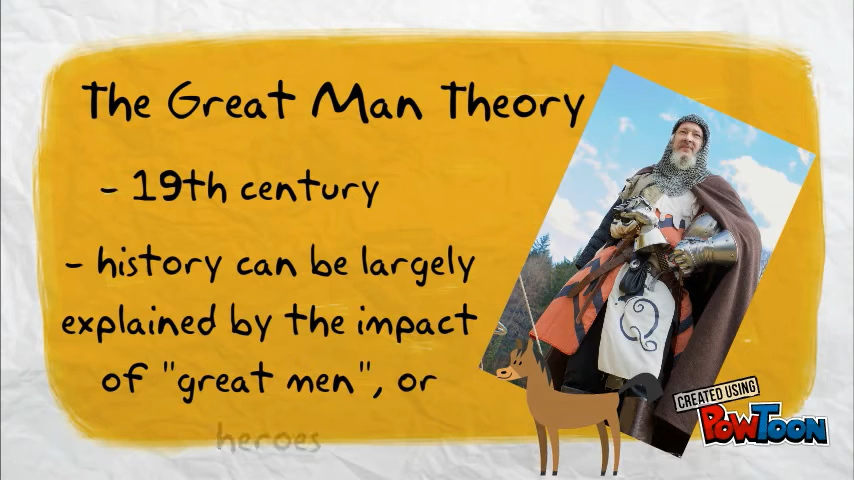 The Great Man Theory
- 19th century
- history can be largely
explained by the impact
of "great men", or
heroes
Q
CREATED USING
POWTOON